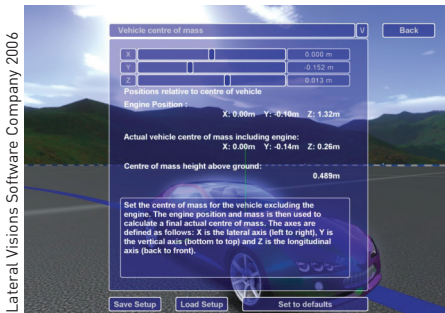 Lateral Visions Software Company 2006
Vehicle centre of mass
V
Back
X
0.000 m
Y
-0.152 m
Z
0.013 m
Positions relative to centre of vehicle
Engine Position :
X: 0.00m Y: -0.10m Z: 1.32m
Actual vehicle centre of mass including engine:
X: 0.00m Y: -0.14m Z: 0.26m
Centre of mass height above ground:
0.489m
Set the centre of mass for the vehicle excluding the
engine. The engine position and mass is then used to
calculate a final actual centre of mass. The axes are
defined as follows: X is the lateral axis (left to right), Y is
the vertical axis (bottom to top) and Z is the longitudinal
axis (back to front).
Save Setup
Load Setup
Set to defaults